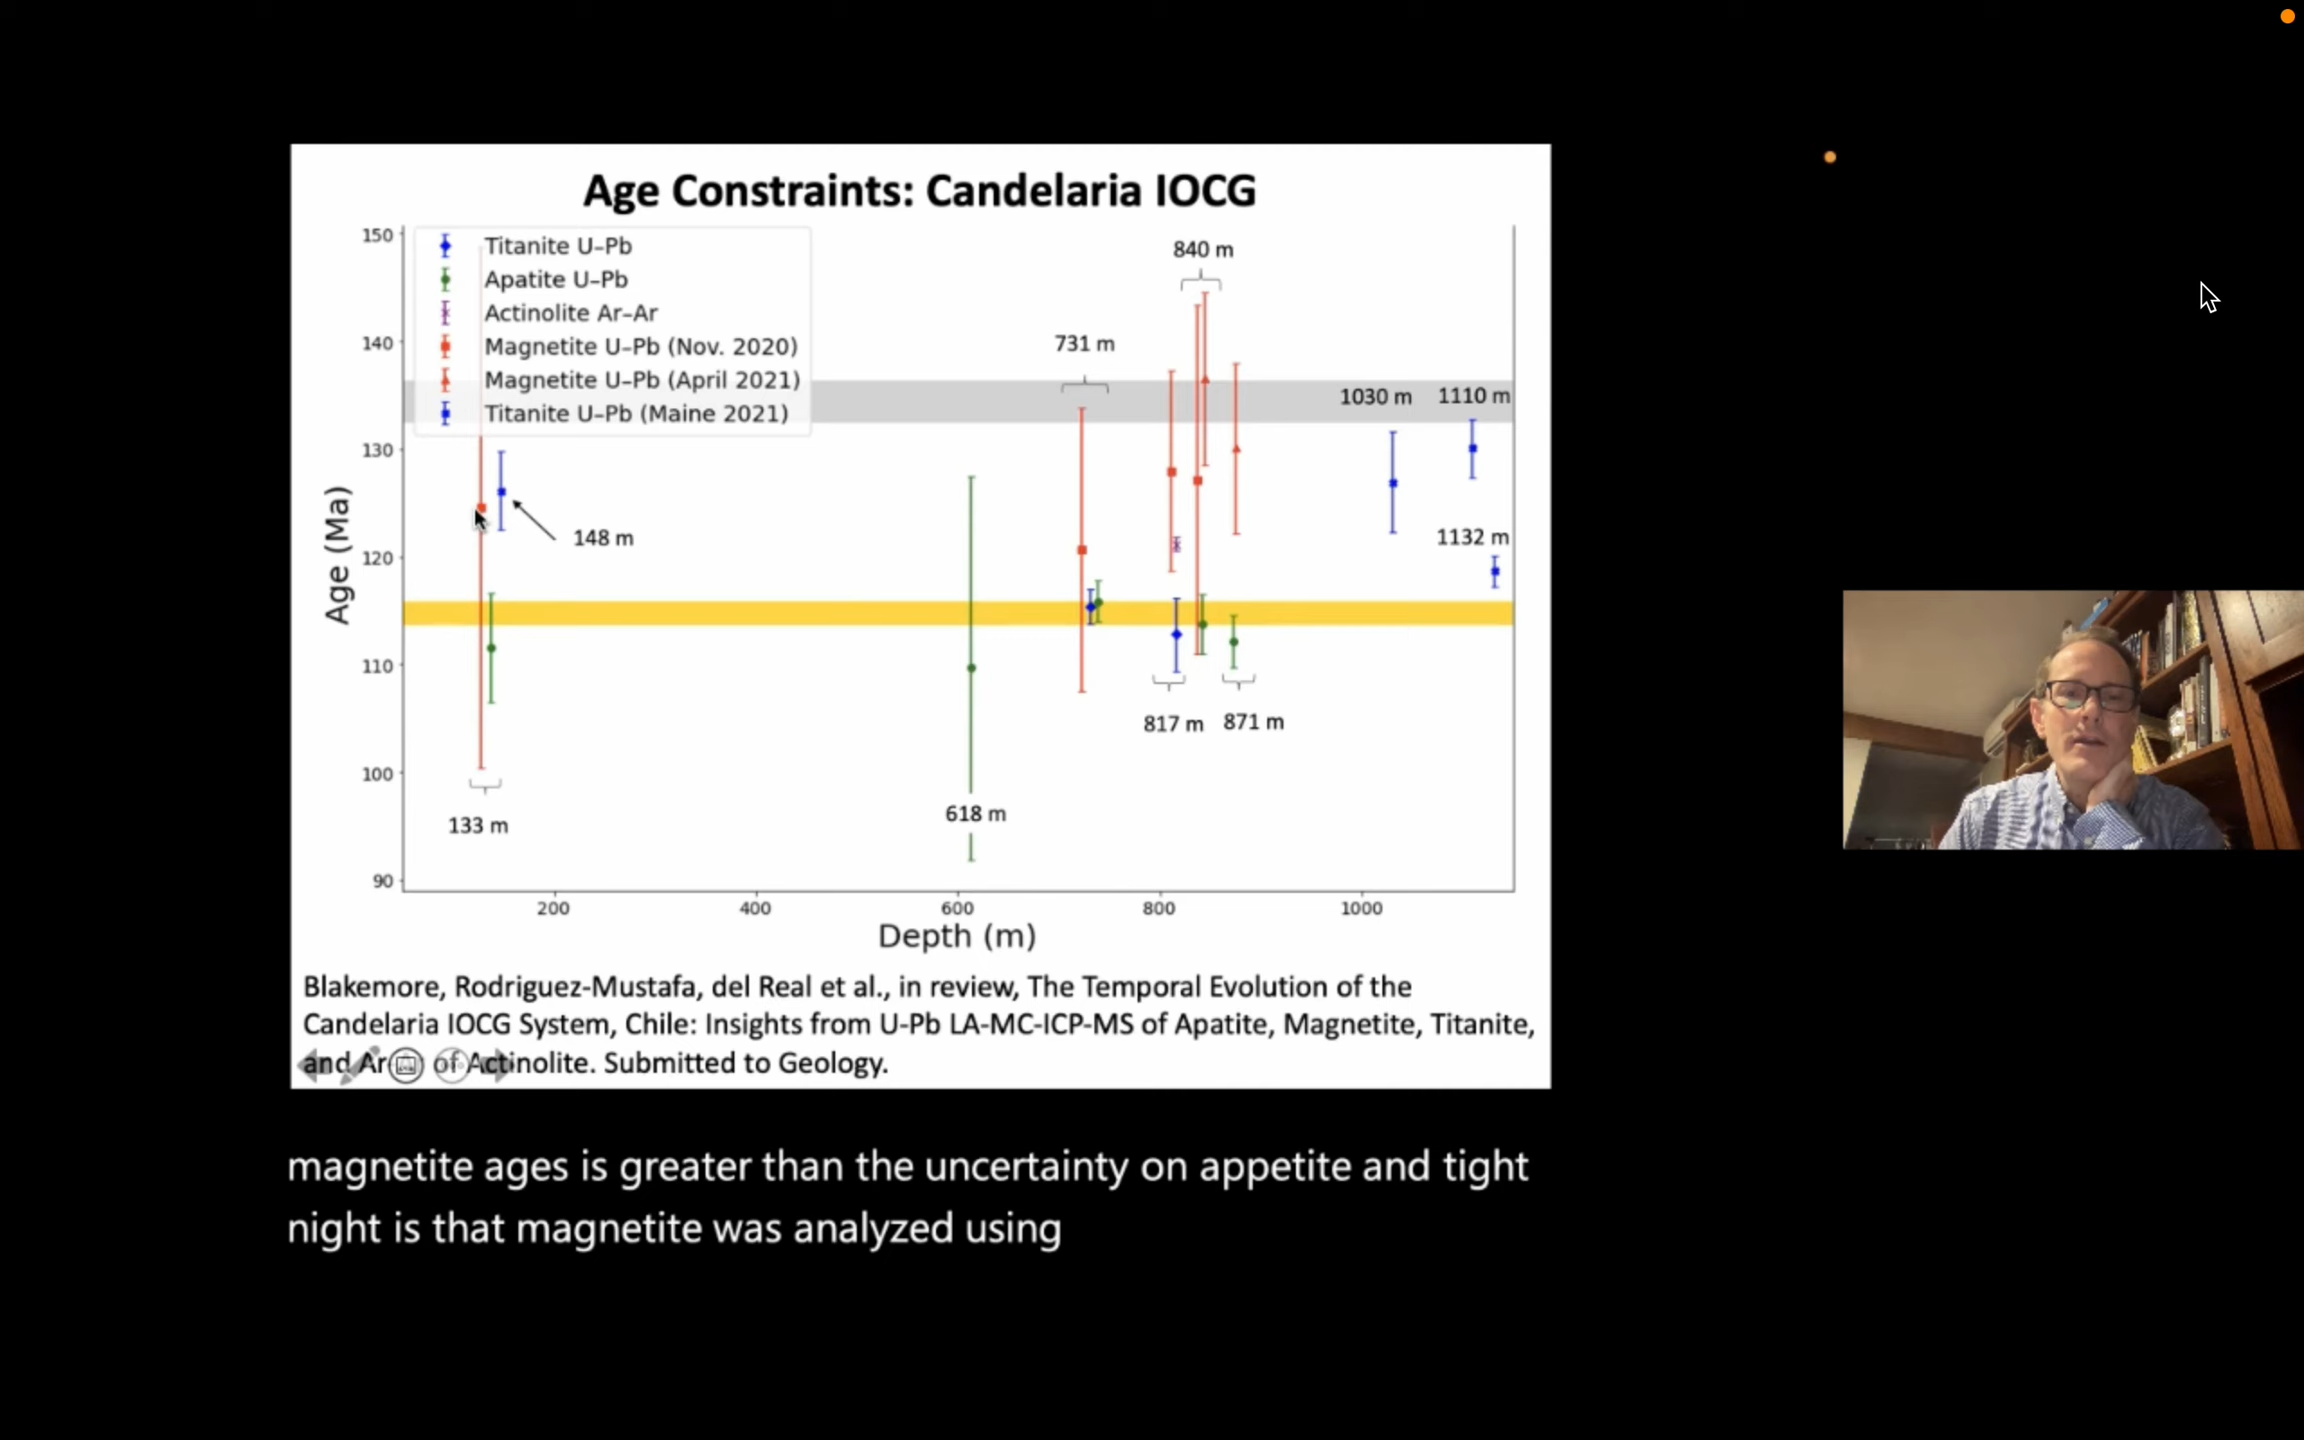 Age Constraints: Candelaria IOCG
150
140
130
120
110
100
90
Age (Ma)
Titanite U–Pb
Apatite U–Pb
Actinolite Ar–Ar
Magnetite U–Pb (Nov. 2020)
Magnetite U–Pb (April 2021)
Titanite U–Pb (Maine 2021)
840 m
731 m
1030 m 1110 m
148 m
1132 m
817 m 871 m
618 m
133 m
200 400 600 800 1000
Depth (m)
Blakemore, Rodriguez-Mustafa, del Real et al., in review, The Temporal Evolution of the
Candelaria IOCG System, Chile: Insights from U-Pb LA-MC-ICP-MS of Apatite, Magnetite, Titanite,
and Ar of Actinolite. Submitted to Geology.
magnetite ages is greater than the uncertainty on appetite and tight
night is that magnetite was analyzed using